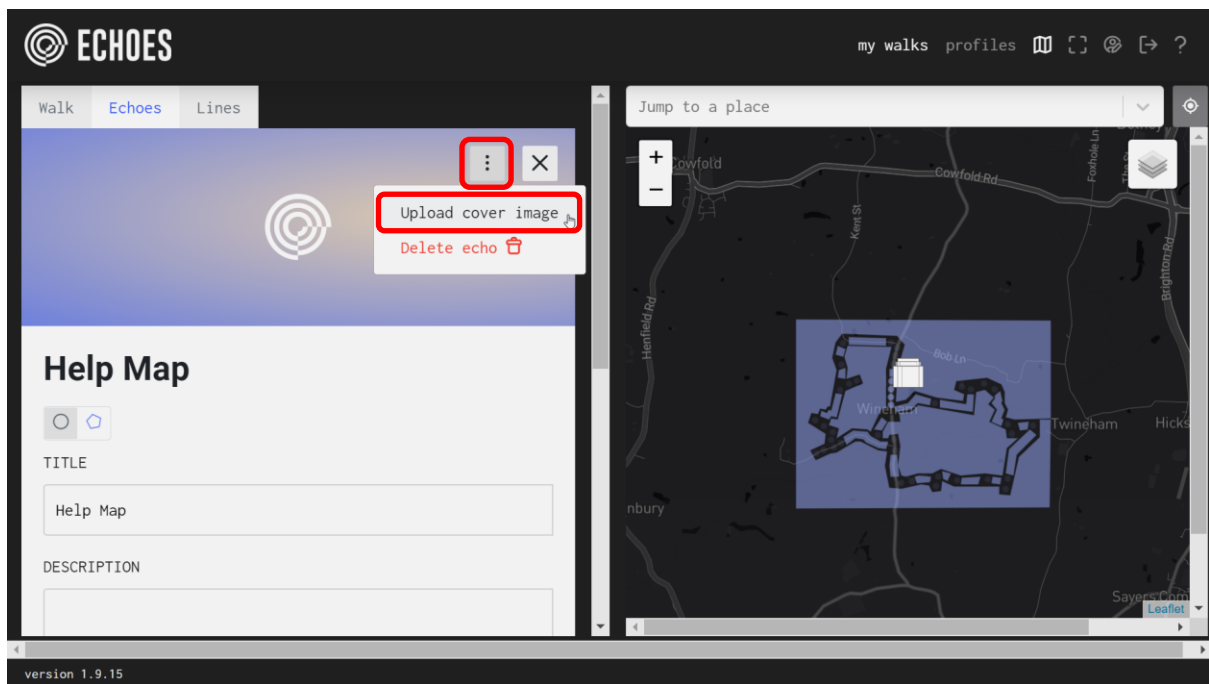 ECHOES
my walks profiles ?
Walk Echoes Lines
Upload cover image
Delete echo
Help Map
TITLE
Help Map
DESCRIPTION
Jump to a place
+
−
Cowfold
Cowfold Rd
Foxhole Ln
Kent St
Brighton Rd
Henfield Rd
Bob Ln
Wineham
Twineham
Hicks
nbury
Sayers Com
Leaflet
version 1.9.15